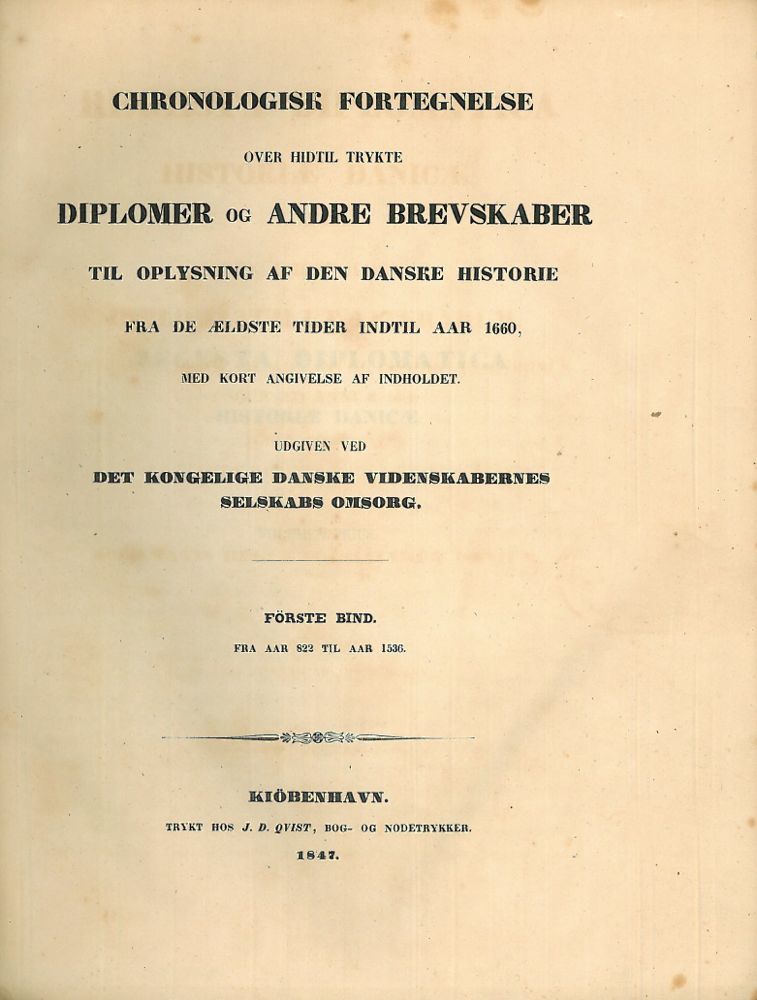 CHRONOLOGISK FORTEGNELSE
OVER HIDTIL TRYKTE
DIPLOMER OG ANDRE BREVSKABER
TIL OPLYSNING AF DEN DANSKE HISTORIE
FRA DE ÆLDSTE TIDER INDTIL AAR 1660,
MED KORT ANGIVELSE AF INDHOLDET.
UDGIVEN VED
DET KONGELIGE DANSKE VIDENSKABERNES
SELSKABS OMSORG.
FÖRSTE BIND.
FRA AAR 822 TIL AAR 1536.
KIÖBENHAVN.
TRYKT HOS J. D. QVIST, BOG- OG NODETRYKKER.
1847.